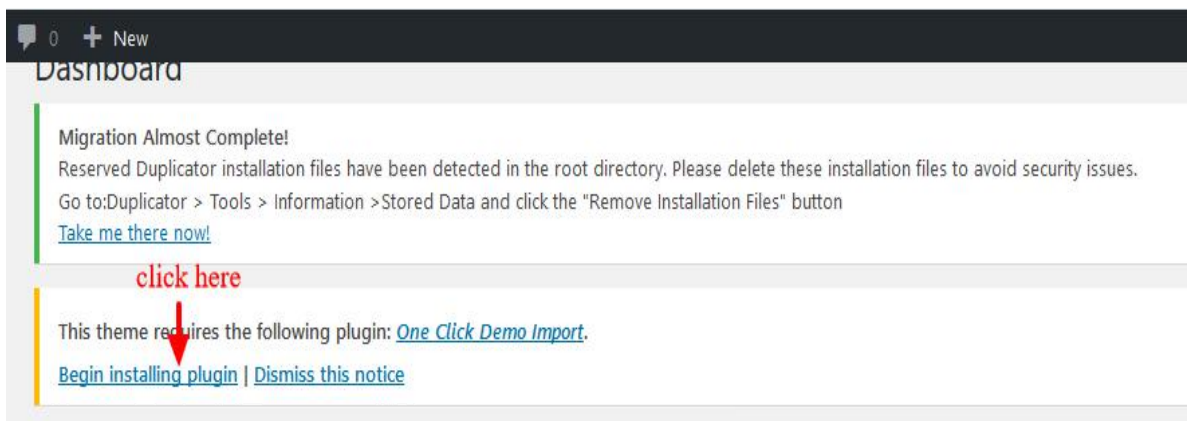 0 + New
Dashboard
Migration Almost Complete!
Reserved Duplicator installation files have been detected in the root directory. Please delete these installation files to avoid security issues.
Go to:Duplicator > Tools > Information >Stored Data and click the "Remove Installation Files" button
Take me there now!
click here
This theme requires the following plugin: One Click Demo Import.
Begin installing plugin | Dismiss this notice